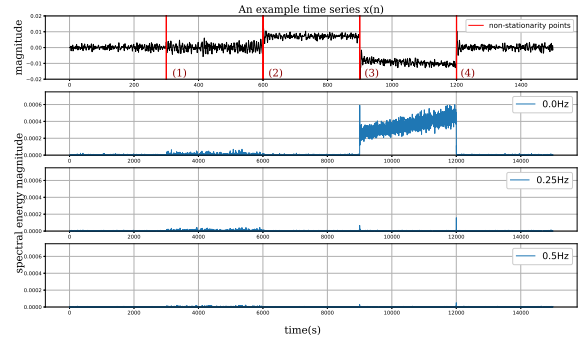 An example time series x(n)
magnitude
0.02
0.01
0.00
−0.01
−0.02
non-stationarity points
(1) (2) (3) (4)
0 200 400 600 800 1000 1200 1400
spectral energy magnitude
0.0006
0.0004
0.0002
0.0000
0.0Hz
0 2000 4000 6000 8000 10000 12000 14000
0.0006
0.0004
0.0002
0.0000
0.25Hz
0 2000 4000 6000 8000 10000 12000 14000
0.0006
0.0004
0.0002
0.0000
0.5Hz
0 2000 4000 6000 8000 10000 12000 14000
time(s)